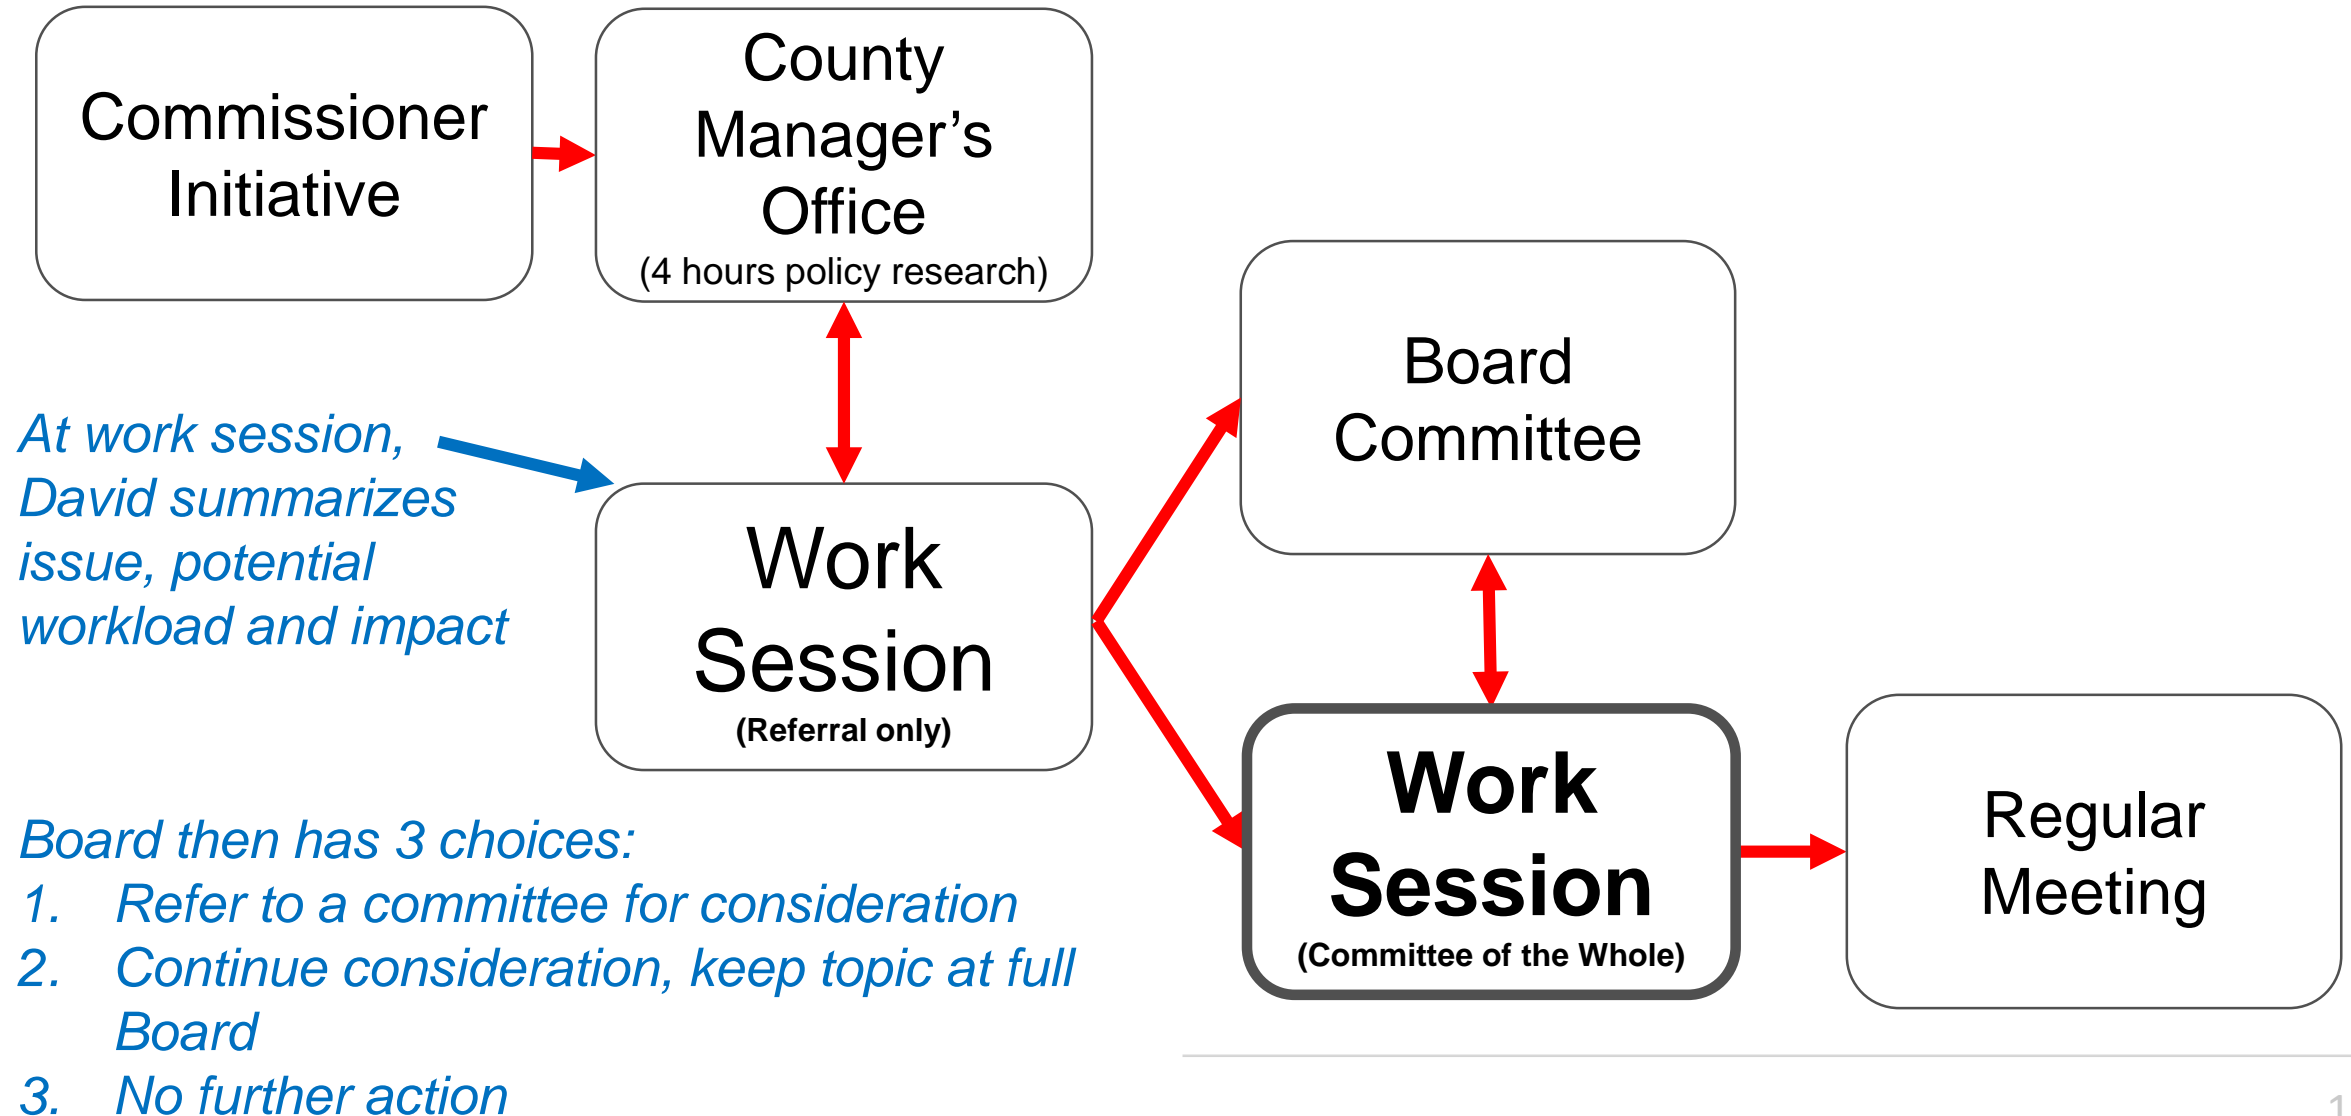 Commissioner
Initiative
County
Manager’s
Office
(4 hours policy research)
At work session,
David summarizes
issue, potential
workload and impact
Work
Session
(Referral only)
Board
Committee
Work
Session
(Committee of the Whole)
Regular
Meeting
Board then has 3 choices:
1. Refer to a committee for consideration
2. Continue consideration, keep topic at full
Board
3. No further action
1